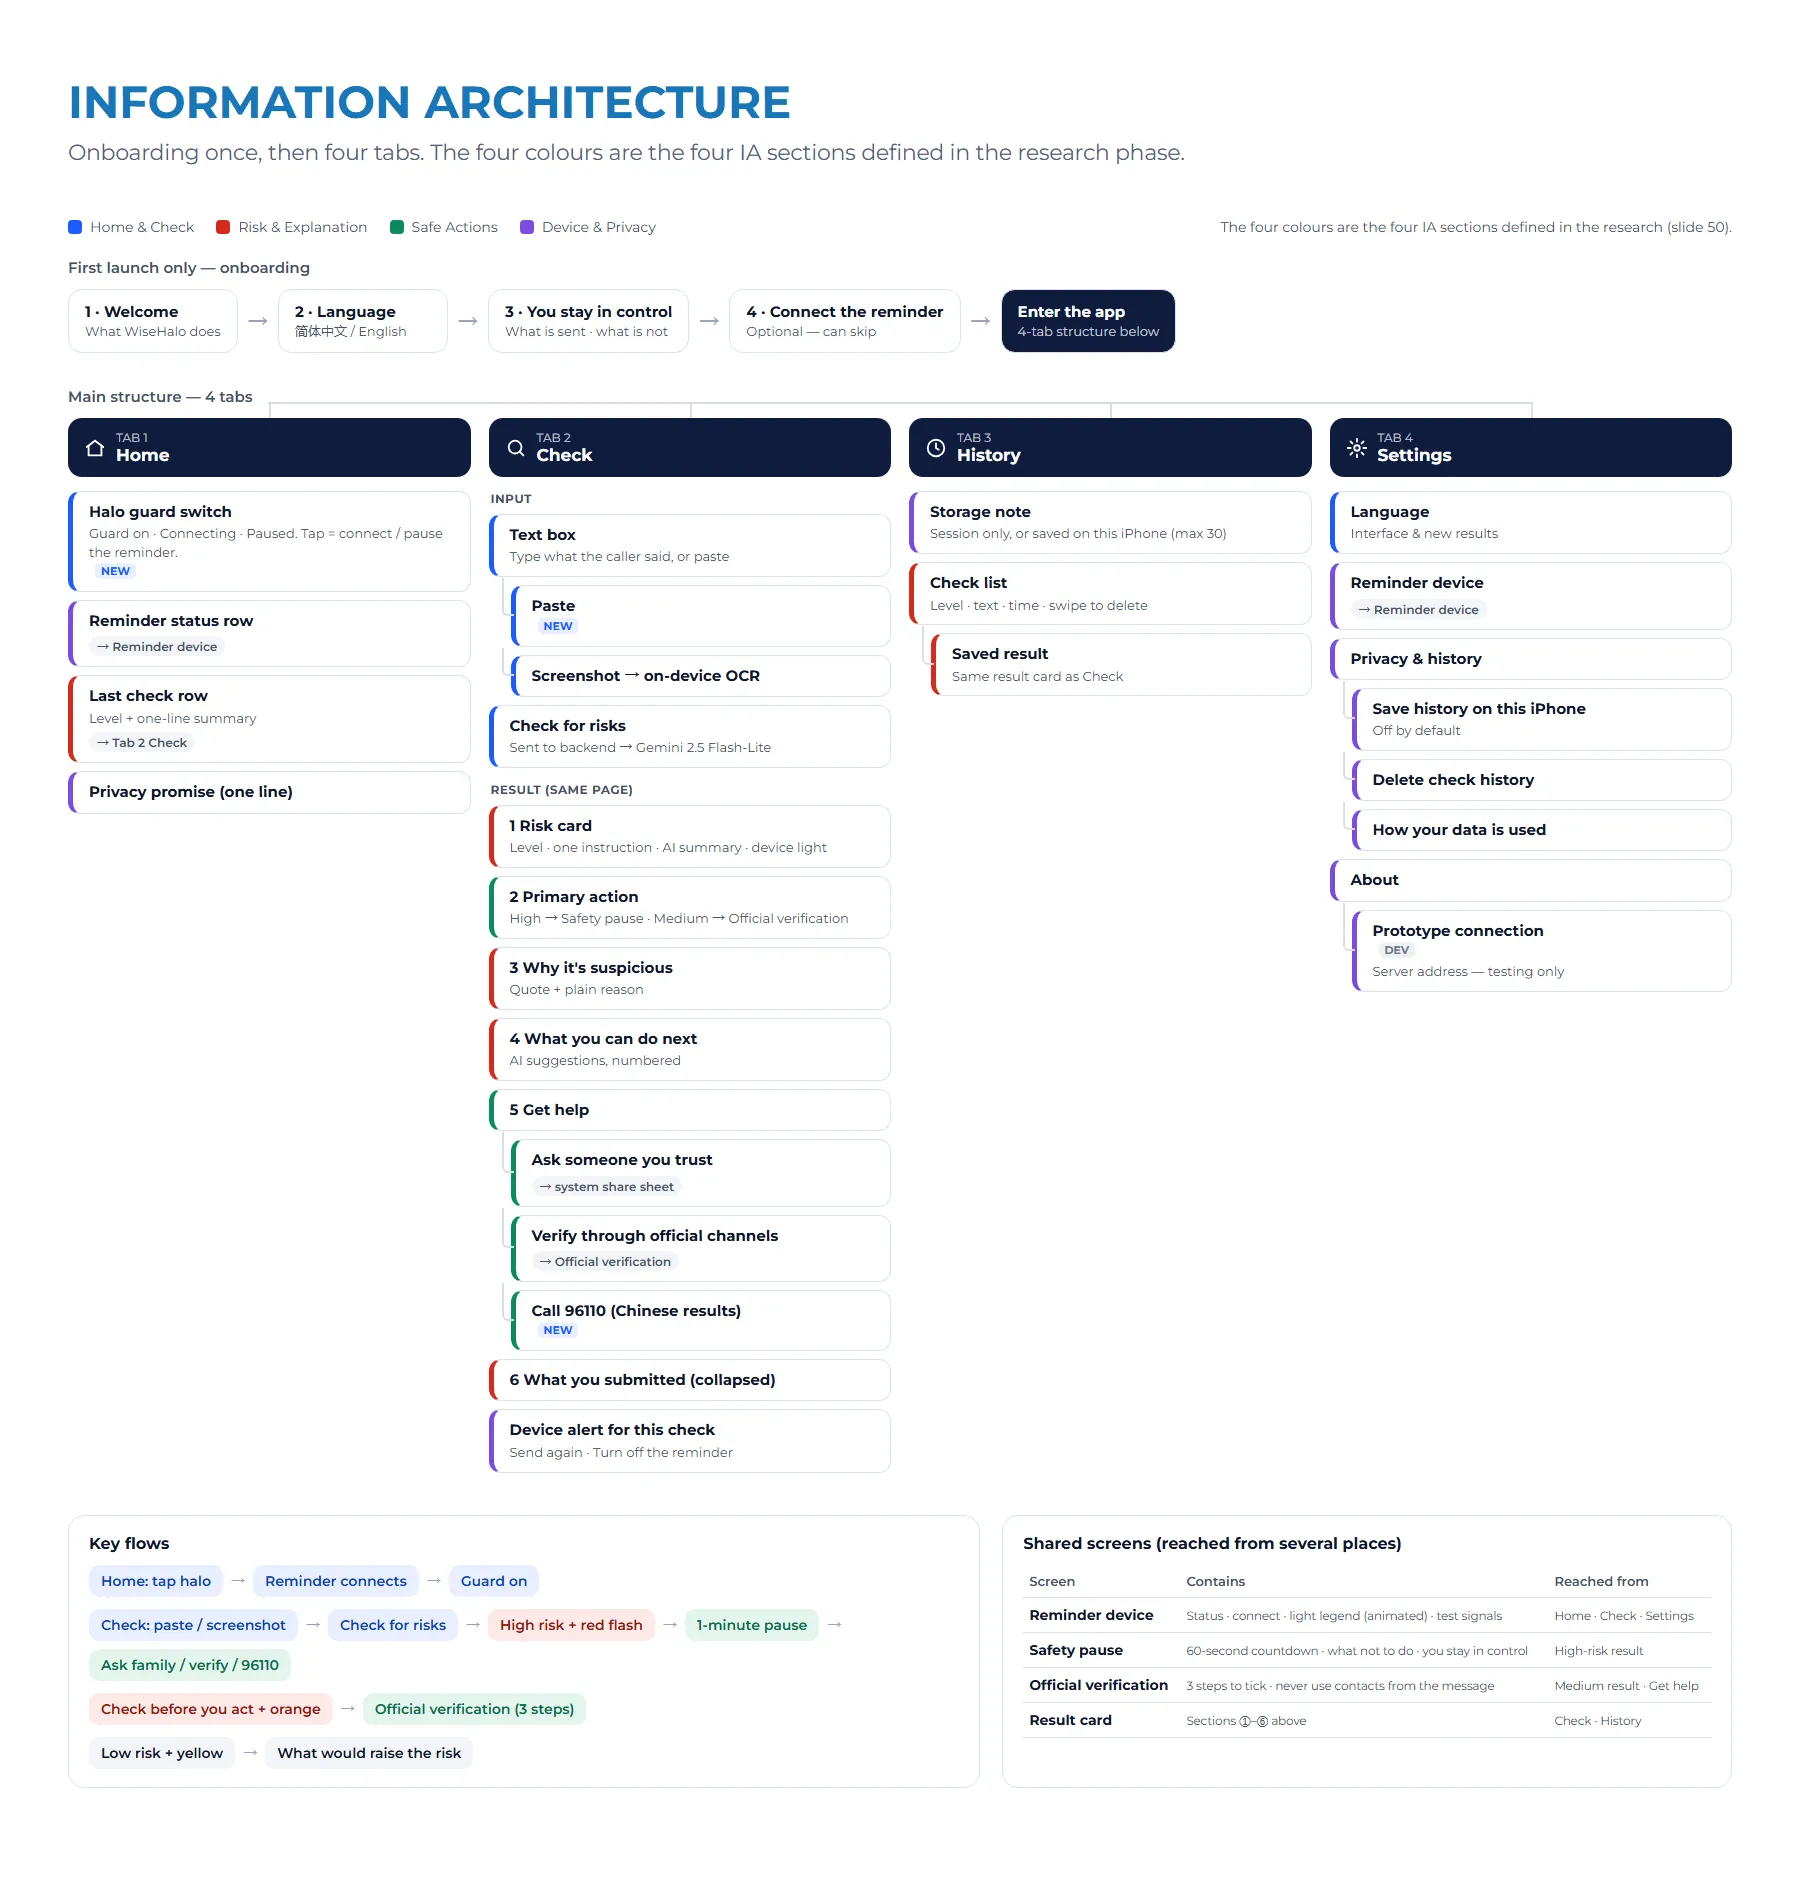 INFORMATION ARCHITECTURE
Onboarding once, then four tabs. The four colours are the four IA sections defined in the research phase.
Home & Check
Risk & Explanation
Safe Actions
Device & Privacy
The four colours are the four IA sections defined in the research (slide 50).
First launch only — onboarding
1 · Welcome
What WiseHalo does
→
2 · Language
简体中文 / English
→
3 · You stay in control
What is sent · what is not
→
4 · Connect the reminder
Optional — can skip
→
Enter the app
4-tab structure below
Main structure — 4 tabs
TAB 1
Home
Halo guard switch
Guard on · Connecting · Paused. Tap = connect / pause
the reminder.
NEW
Reminder status row
→ Reminder device
Last check row
Level + one-line summary
→ Tab 2 Check
Privacy promise (one line)
TAB 2
Check
INPUT
Text box
Type what the caller said, or paste
Paste
NEW
Screenshot → on-device OCR
Check for risks
Sent to backend → Gemini 2.5 Flash-Lite
RESULT (SAME PAGE)
1 Risk card
Level · one instruction · AI summary · device light
2 Primary action
High → Safety pause · Medium → Official verification
3 Why it's suspicious
Quote + plain reason
4 What you can do next
AI suggestions, numbered
5 Get help
Ask someone you trust
→ system share sheet
Verify through official channels
→ Official verification
Call 96110 (Chinese results)
NEW
6 What you submitted (collapsed)
Device alert for this check
Send again · Turn off the reminder
TAB 3
History
Storage note
Session only, or saved on this iPhone (max 30)
Check list
Level · text · time · swipe to delete
Saved result
Same result card as Check
TAB 4
Settings
Language
Interface & new results
Reminder device
→ Reminder device
Privacy & history
Save history on this iPhone
Off by default
Delete check history
How your data is used
About
Prototype connection
DEV
Server address — testing only
Key flows
Home: tap halo → Reminder connects → Guard on
Check: paste / screenshot → Check for risks → High risk + red flash → 1-minute pause →
Ask family / verify / 96110
Check before you act + orange → Official verification (3 steps)
Low risk + yellow → What would raise the risk
Shared screens (reached from several places)
Screen Contains Reached from
Reminder device Status · connect · light legend (animated) · test signals Home · Check · Settings
Safety pause 60-second countdown · what not to do · you stay in control High-risk result
Official verification 3 steps to tick · never use contacts from the message Medium result · Get help
Result card Sections ①–⑥ above Check · History